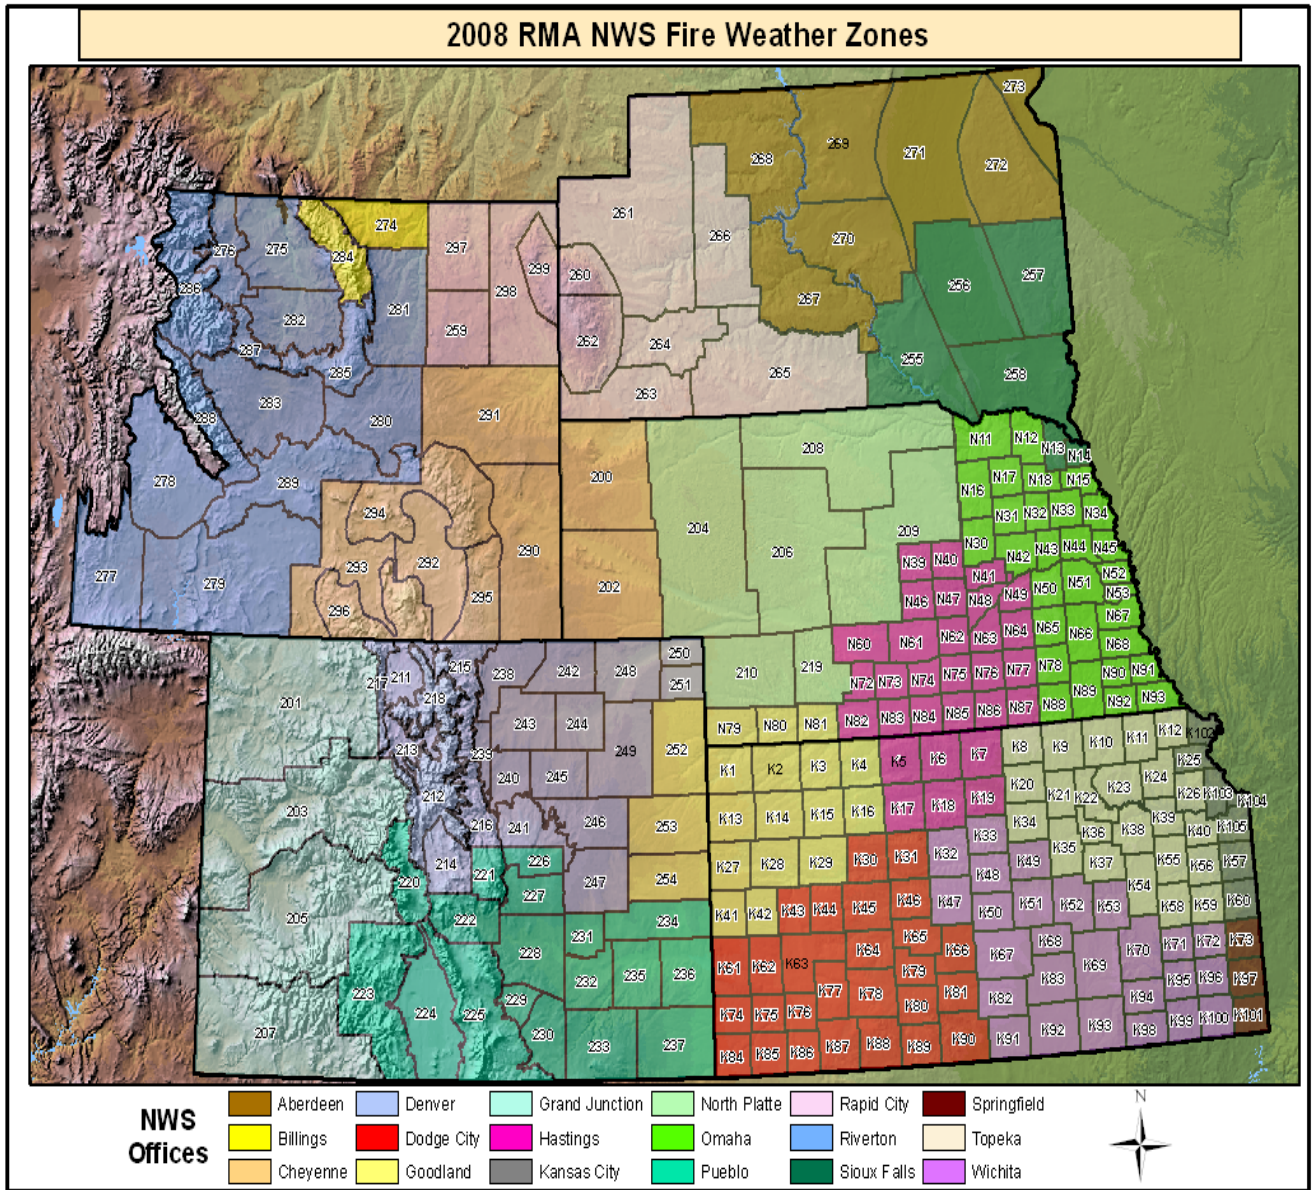 2008 RMA NWS Fire Weather Zones
273
268 269 271 272
261 266 270
274 297 298 299 260
276 275 284 286
267 256 257
281 282 259 262 264
287 285 255 258
283 263 265
288 280 291
278 289 200 208
N11 N12 N13 N14
N16 N17 N18 N15
294 204 206 209
N31 N32 N33 N34
N30 N42 N43 N44 N45
277 279 293 292 290 202
N39 N40 N41 N52
296 295
N46 N47 N48 N49 N50 N51 N53
N60 N61 N62 N63 N64 N65 N66 N67 N68
250 251
217 211 215 238 242 248 210 219
N72 N73 N74 N75 N76 N77 N78 N90 N91
201 218
N79 N80 N81 N82 N83 N84 N85 N86 N87 N88 N89 N92 N93
213 239 243 244 249 252
K1 K2 K3 K4 K5 K6 K7 K8 K9 K10 K11 K12 K102
240 245 K25
212 K20 K21 K22 K23 K24 K26 K103 K104
203 216 241 246 253
K13 K14 K15 K16 K17 K18 K19 K34 K39 K105
K33 K36 K38 K40
214 226 K35
220 221 227 247 254
K27 K28 K29 K30 K31 K32 K49 K37 K55 K56 K57
K48 K54
205 222 234
K41 K42 K43 K44 K45 K46 K47 K50 K51 K52 K53 K58 K59 K60
228 231
K64 K65 K66 K68 K70 K71 K72 K73
232 235 236
K61 K62 K63 K67 K69
223 224 225 229
K77 K78 K79 K81 K83 K95 K96 K97
207 230 233 237
K74 K75 K76 K80 K82 K94
K84 K85 K86 K87 K88 K89 K90 K91 K92 K93 K98 K99 K100 K101
NWS
Offices
Aberdeen Denver Grand Junction North Platte Rapid City Springfield
Billings Dodge City Hastings Omaha Riverton Topeka
Cheyenne Goodland Kansas City Pueblo Sioux Falls Wichita
N